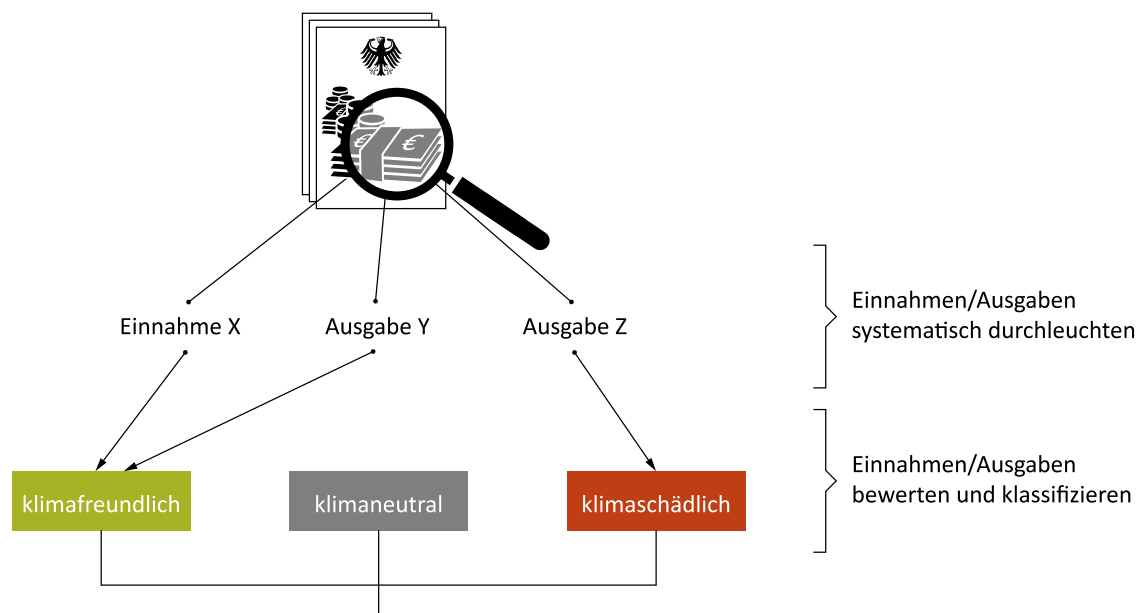 €
€
Einnahme X
Ausgabe Y
Ausgabe Z
Einnahmen/Ausgaben
systematisch durchleuchten
klimafreundlich
klimaneutral
klimaschädlich
Einnahmen/Ausgaben
bewerten und klassifizieren